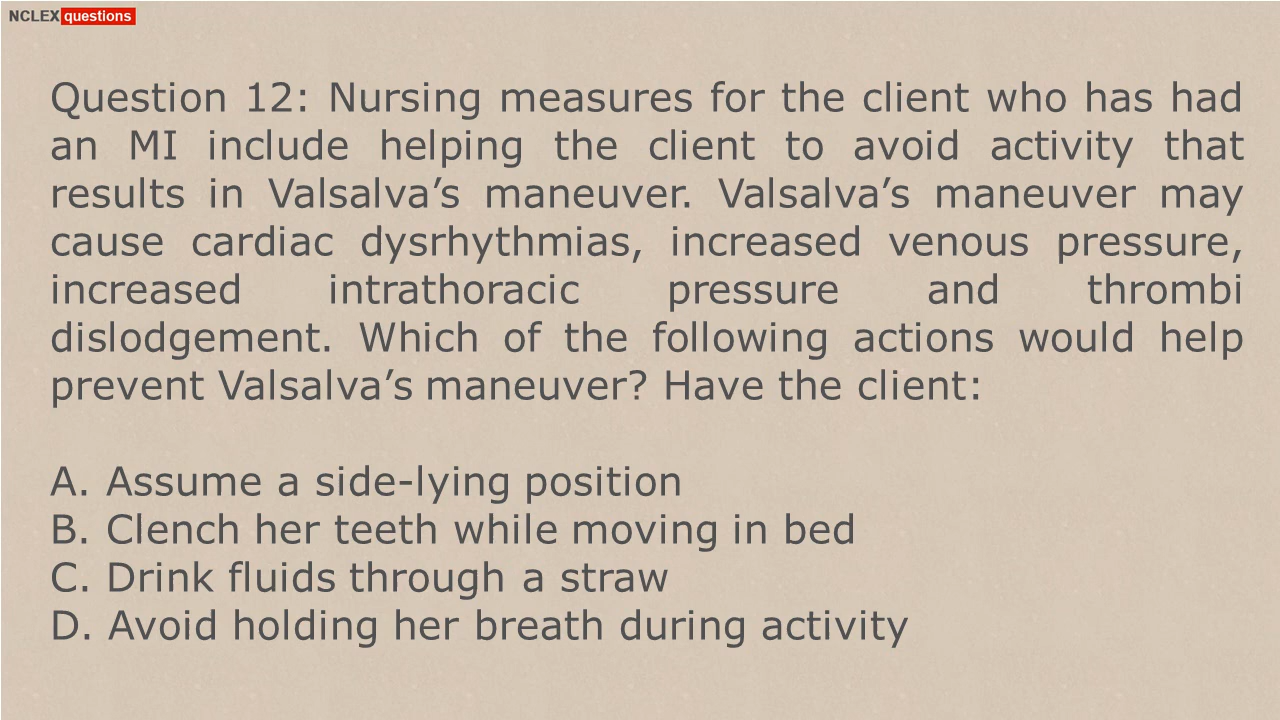 NCLEX questions
Question 12: Nursing measures for the client who has had
an MI include helping the client to avoid activity that
results in Valsalva’s maneuver. Valsalva’s maneuver may
cause cardiac dysrhythmias, increased venous pressure,
increased intrathoracic pressure and thrombi
dislodgement. Which of the following actions would help
prevent Valsalva’s maneuver? Have the client:
A. Assume a side-lying position
B. Clench her teeth while moving in bed
C. Drink fluids through a straw
D. Avoid holding her breath during activity